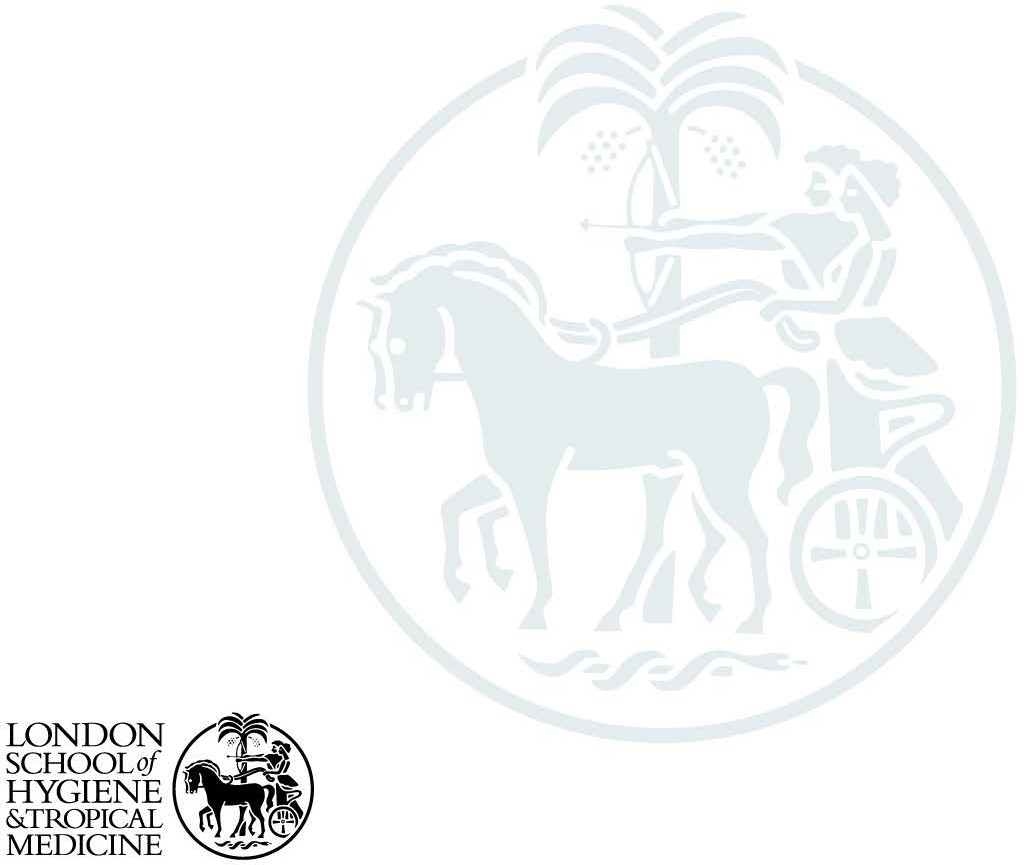 LONDON
SCHOOL of
HYGIENE
&TROPICAL
MEDICINE